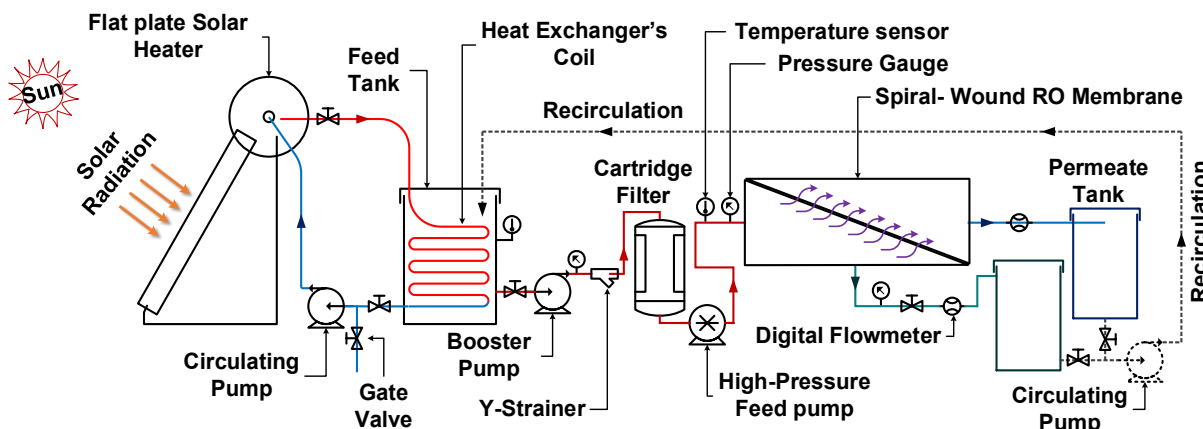 Flat plate Solar
Heater
Sun
Solar
Radiation
Feed
Tank
Heat Exchanger's
Coil
Recirculation
Temperature sensor
Pressure Gauge
Spiral- Wound RO Membrane
Cartridge
Filter
Permeate
Tank
Recirculation
Circulating
Pump
Gate
Valve
Booster
Pump
Y-Strainer
High-Pressure
Feed pump
Digital Flowmeter
Circulating
Pump